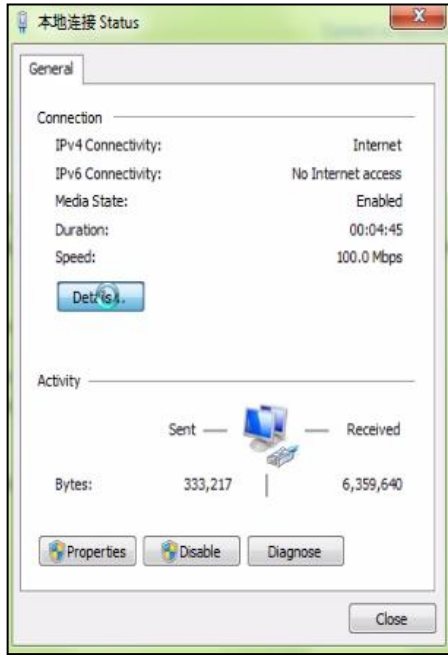 本地连接 Status
General
Connection
IPv4 Connectivity: Internet
IPv6 Connectivity: No Internet access
Media State: Enabled
Duration: 00:04:45
Speed: 100.0 Mbps
Activity
Sent Received
Bytes: 333,217 6,359,640
Properties Disable Diagnose
Close